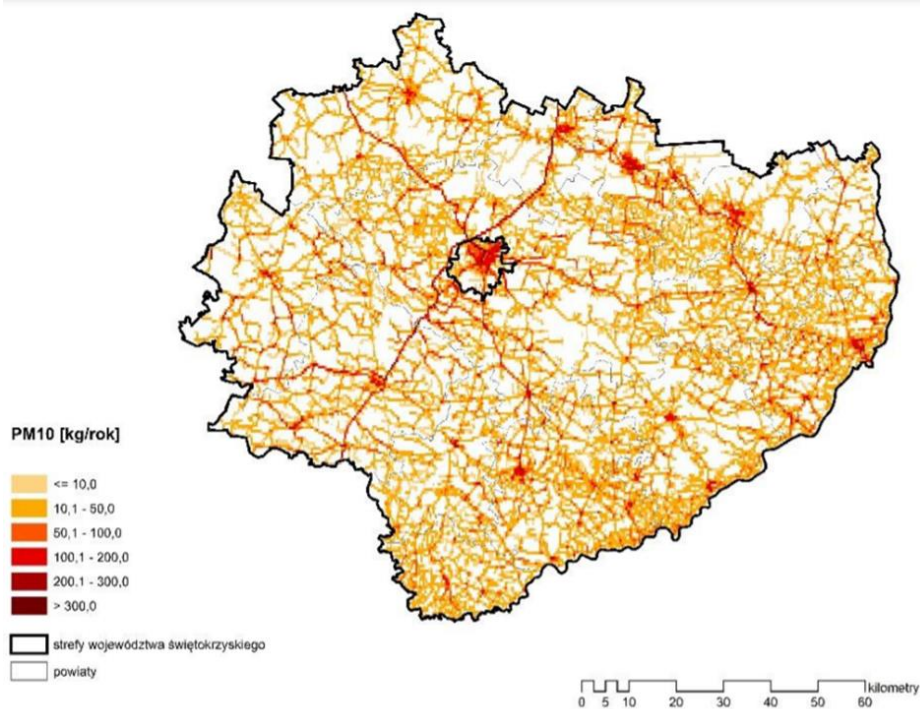 PM10 [kg/rok]
<= 10,0
10,1 - 50,0
50,1 - 100,0
100,1 - 200,0
200.1 - 300,0
> 300,0
strefy województwa świętokrzyskiego
powiaty
kilometry
0 5 10 20 30 40 50 60